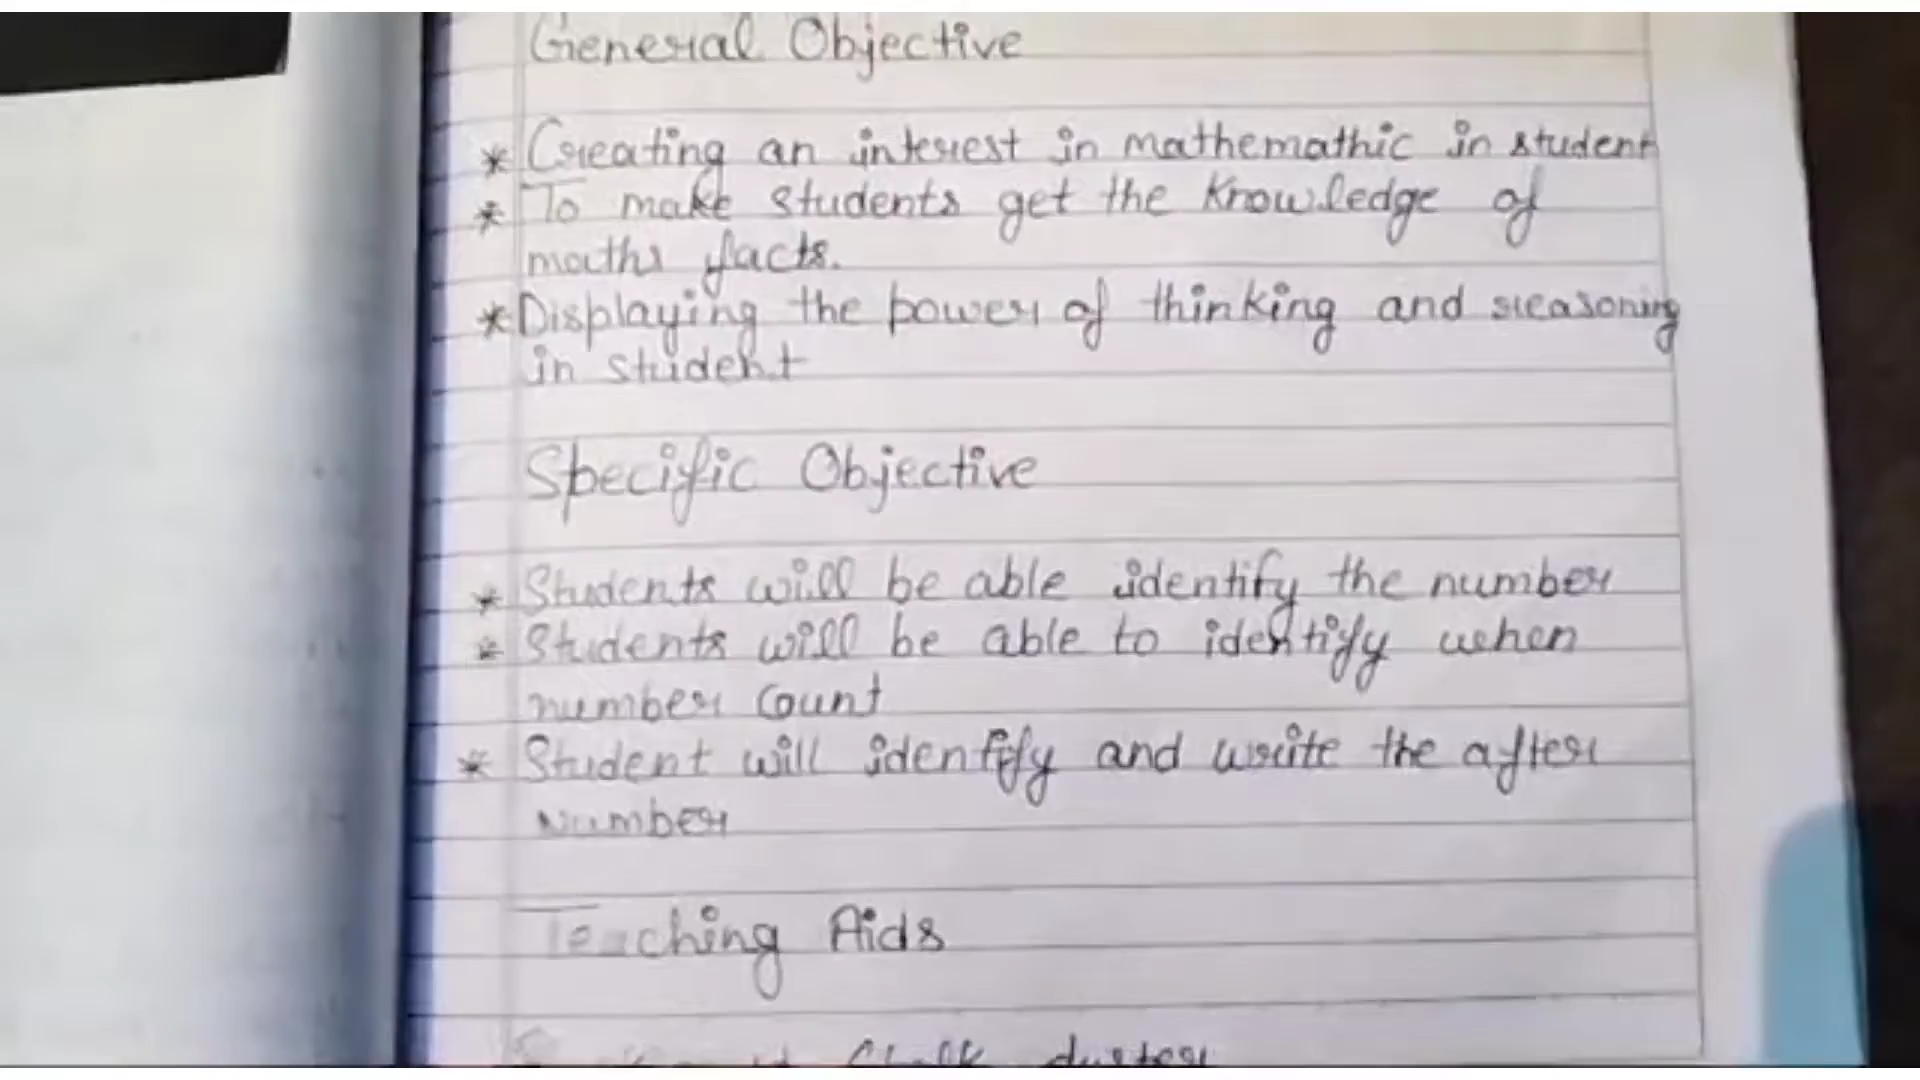 General Objective
* Creating an interest in mathemathic in student
* To make students get the knowledge of
maths facts.
* Displaying the power of thinking and reasoning
in student
Specific Objective
* Students will be able identify the number
* Students will be able to identify when
number count
* Student will identify and write the after
Number
Teaching Aids
Chalk duster